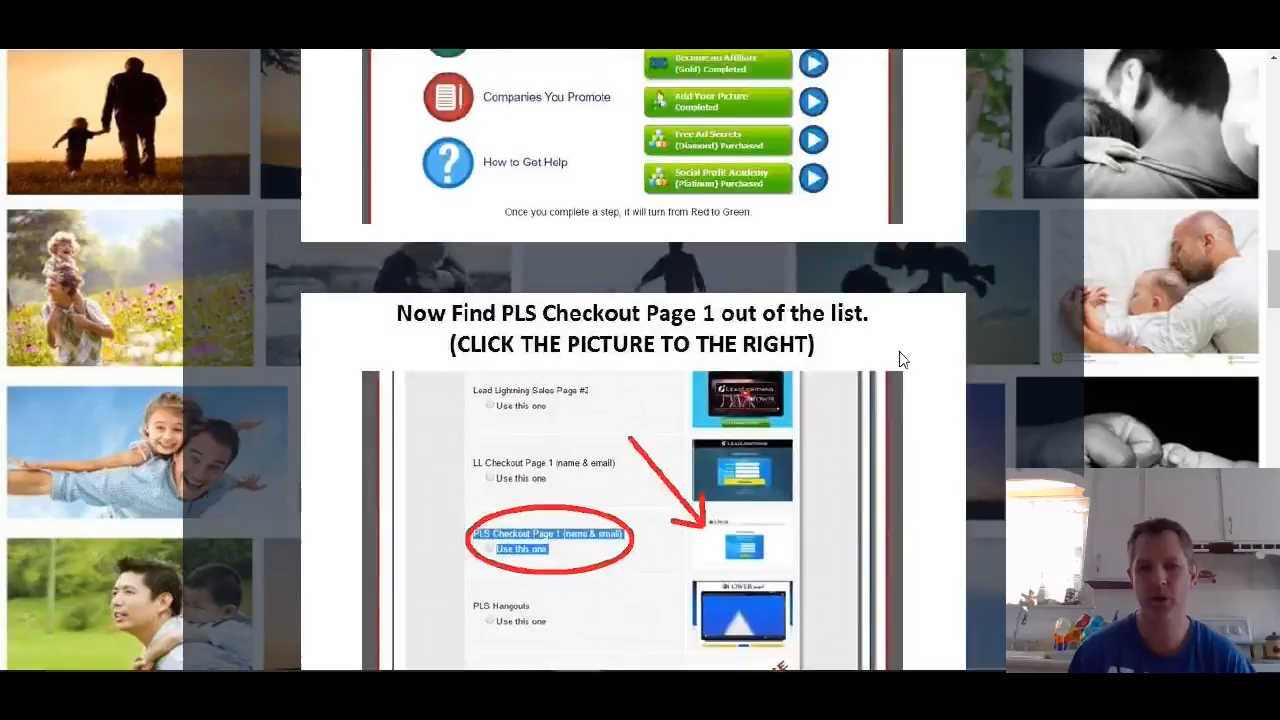 Become an Affiliate
(Gold) Completed
Companies You Promote
Add Your Picture
Completed
Free Ad Secrets
(Diamond) Purchased
How to Get Help
Social Profit Academy
(Platinum) Purchased
Once you complete a step, it will turn from Red to Green.
Now Find PLS Checkout Page 1 out of the list.
(CLICK THE PICTURE TO THE RIGHT)
Lead Lightning Sales Page #2
Use this one
LL Checkout Page 1 (name & email)
Use this one
PLS Checkout Page 1 (name & email)
Use this one
PLS Hangouts
Use this one